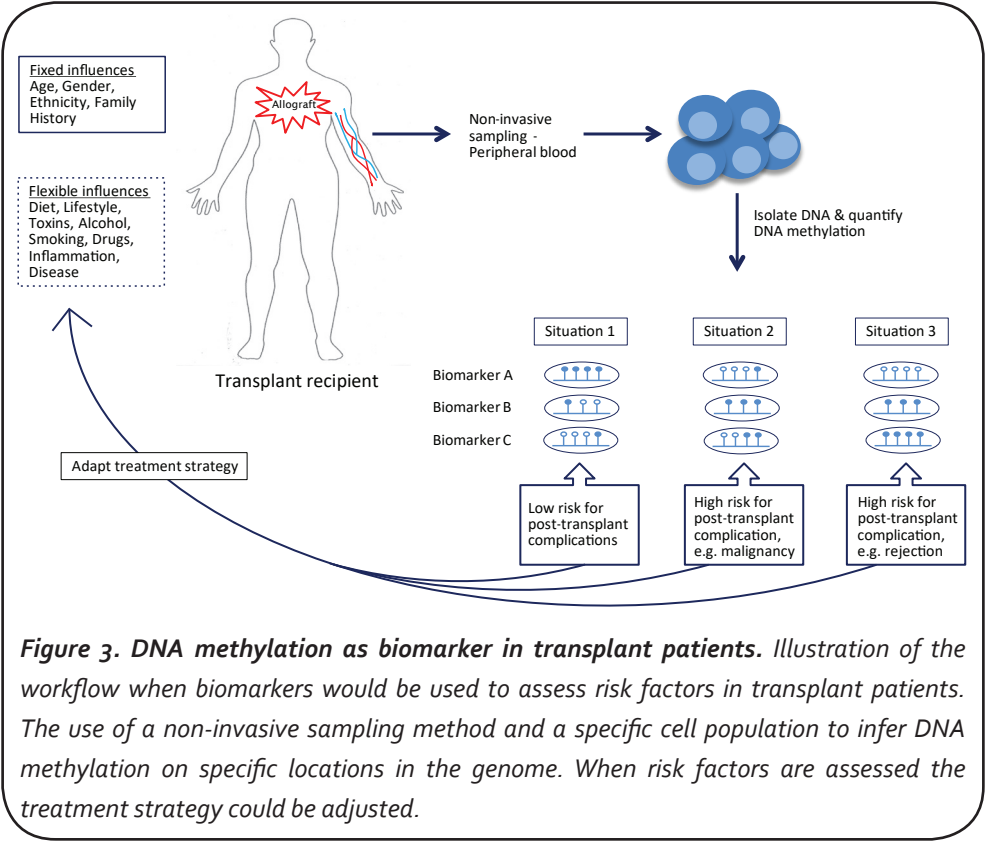 Fixed influences
Age, Gender,
Ethnicity, Family
History
Flexible influences
Diet, Lifestyle,
Toxins, Alcohol,
Smoking, Drugs,
Inflammation,
Disease
Allograft
Transplant recipient
Non-invasive
sampling -
Peripheral blood
Isolate DNA & quantify
DNA methylation
Situation 1
Situation 2
Situation 3
Biomarker A
Biomarker B
Biomarker C
Low risk for
post-transplant
complications
High risk for
post-transplant
complication,
e.g. malignancy
High risk for
post-transplant
complication,
e.g. rejection
Adapt treatment strategy
Figure 3. DNA methylation as biomarker in transplant patients. Illustration of the
workflow when biomarkers would be used to assess risk factors in transplant patients.
The use of a non-invasive sampling method and a specific cell population to infer DNA
methylation on specific locations in the genome. When risk factors are assessed the
treatment strategy could be adjusted.